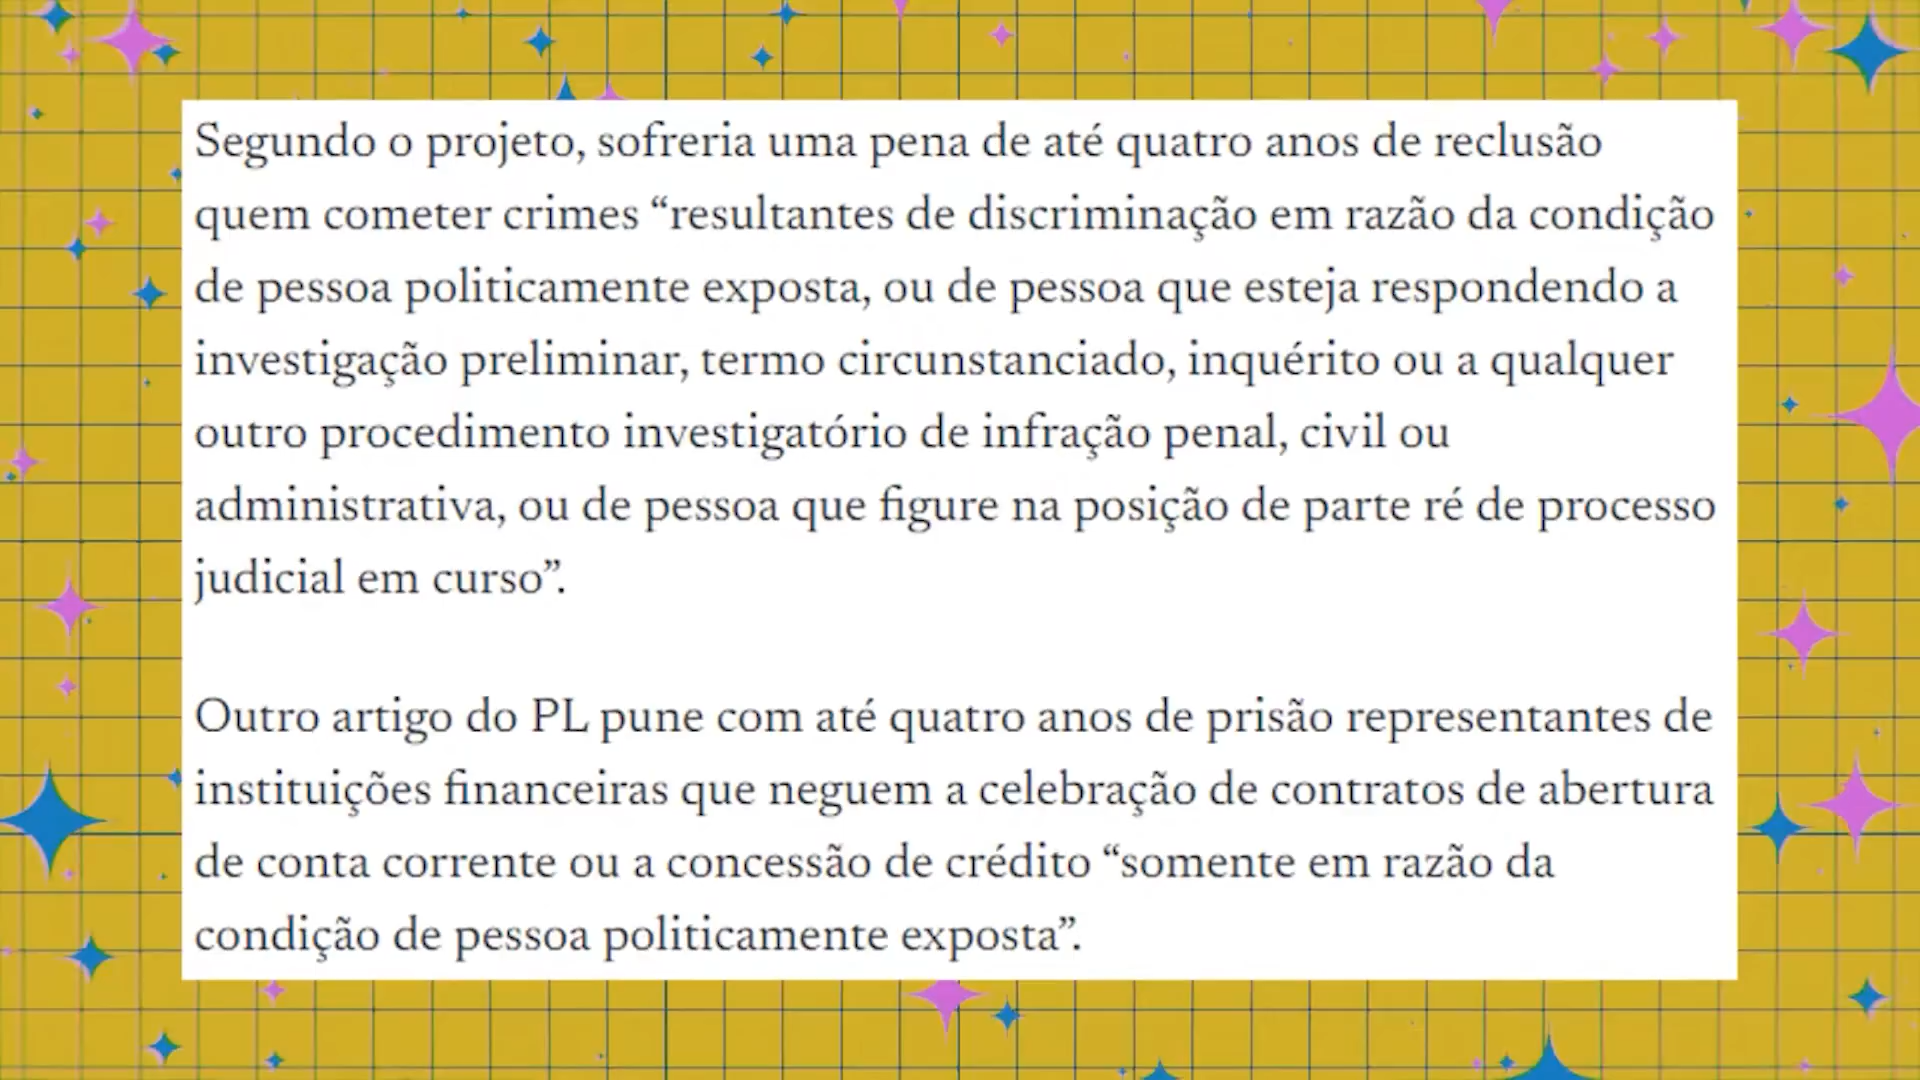 Segundo o projeto, sofreria uma pena de até quatro anos de reclusão
quem cometer crimes “resultantes de discriminação em razão da condição
de pessoa politicamente exposta, ou de pessoa que esteja respondendo a
investigação preliminar, termo circunstanciado, inquérito ou a qualquer
outro procedimento investigatório de infração penal, civil ou
administrativa, ou de pessoa que figure na posição de parte ré de processo
judicial em curso”.
Outro artigo do PL pune com até quatro anos de prisão representantes de
instituições financeiras que neguem a celebração de contratos de abertura
de conta corrente ou a concessão de crédito “somente em razão da
condição de pessoa politicamente exposta”.